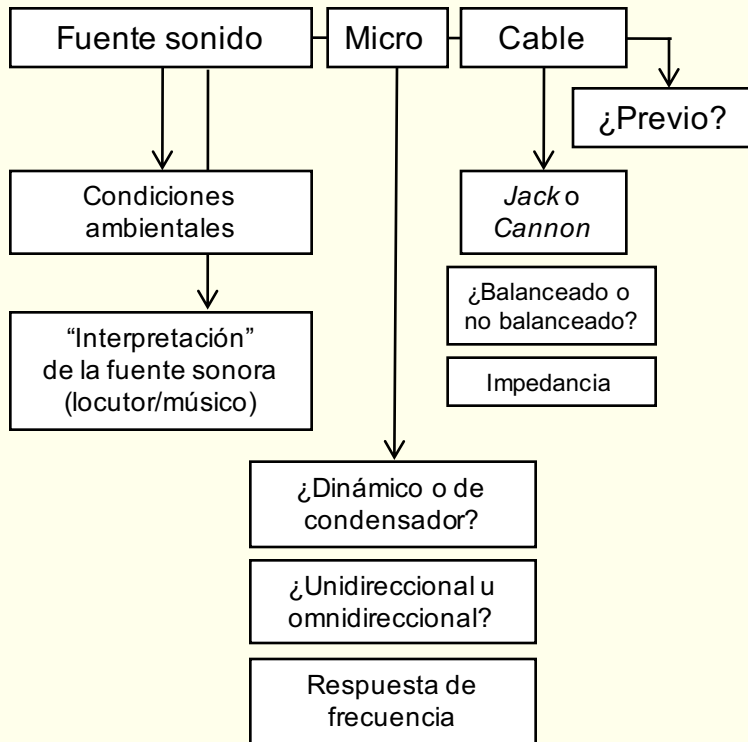 Fuente sonido
Micro
Cable
¿Previo?
Condiciones
ambientales
Jack o
Cannon
¿Balanceado o
no balanceado?
“Interpretación”
de la fuente sonora
(locutor/músico)
Impedancia
¿Dinámico o de
condensador?
¿Unidireccional u
omnidireccional?
Respuesta de
frecuencia